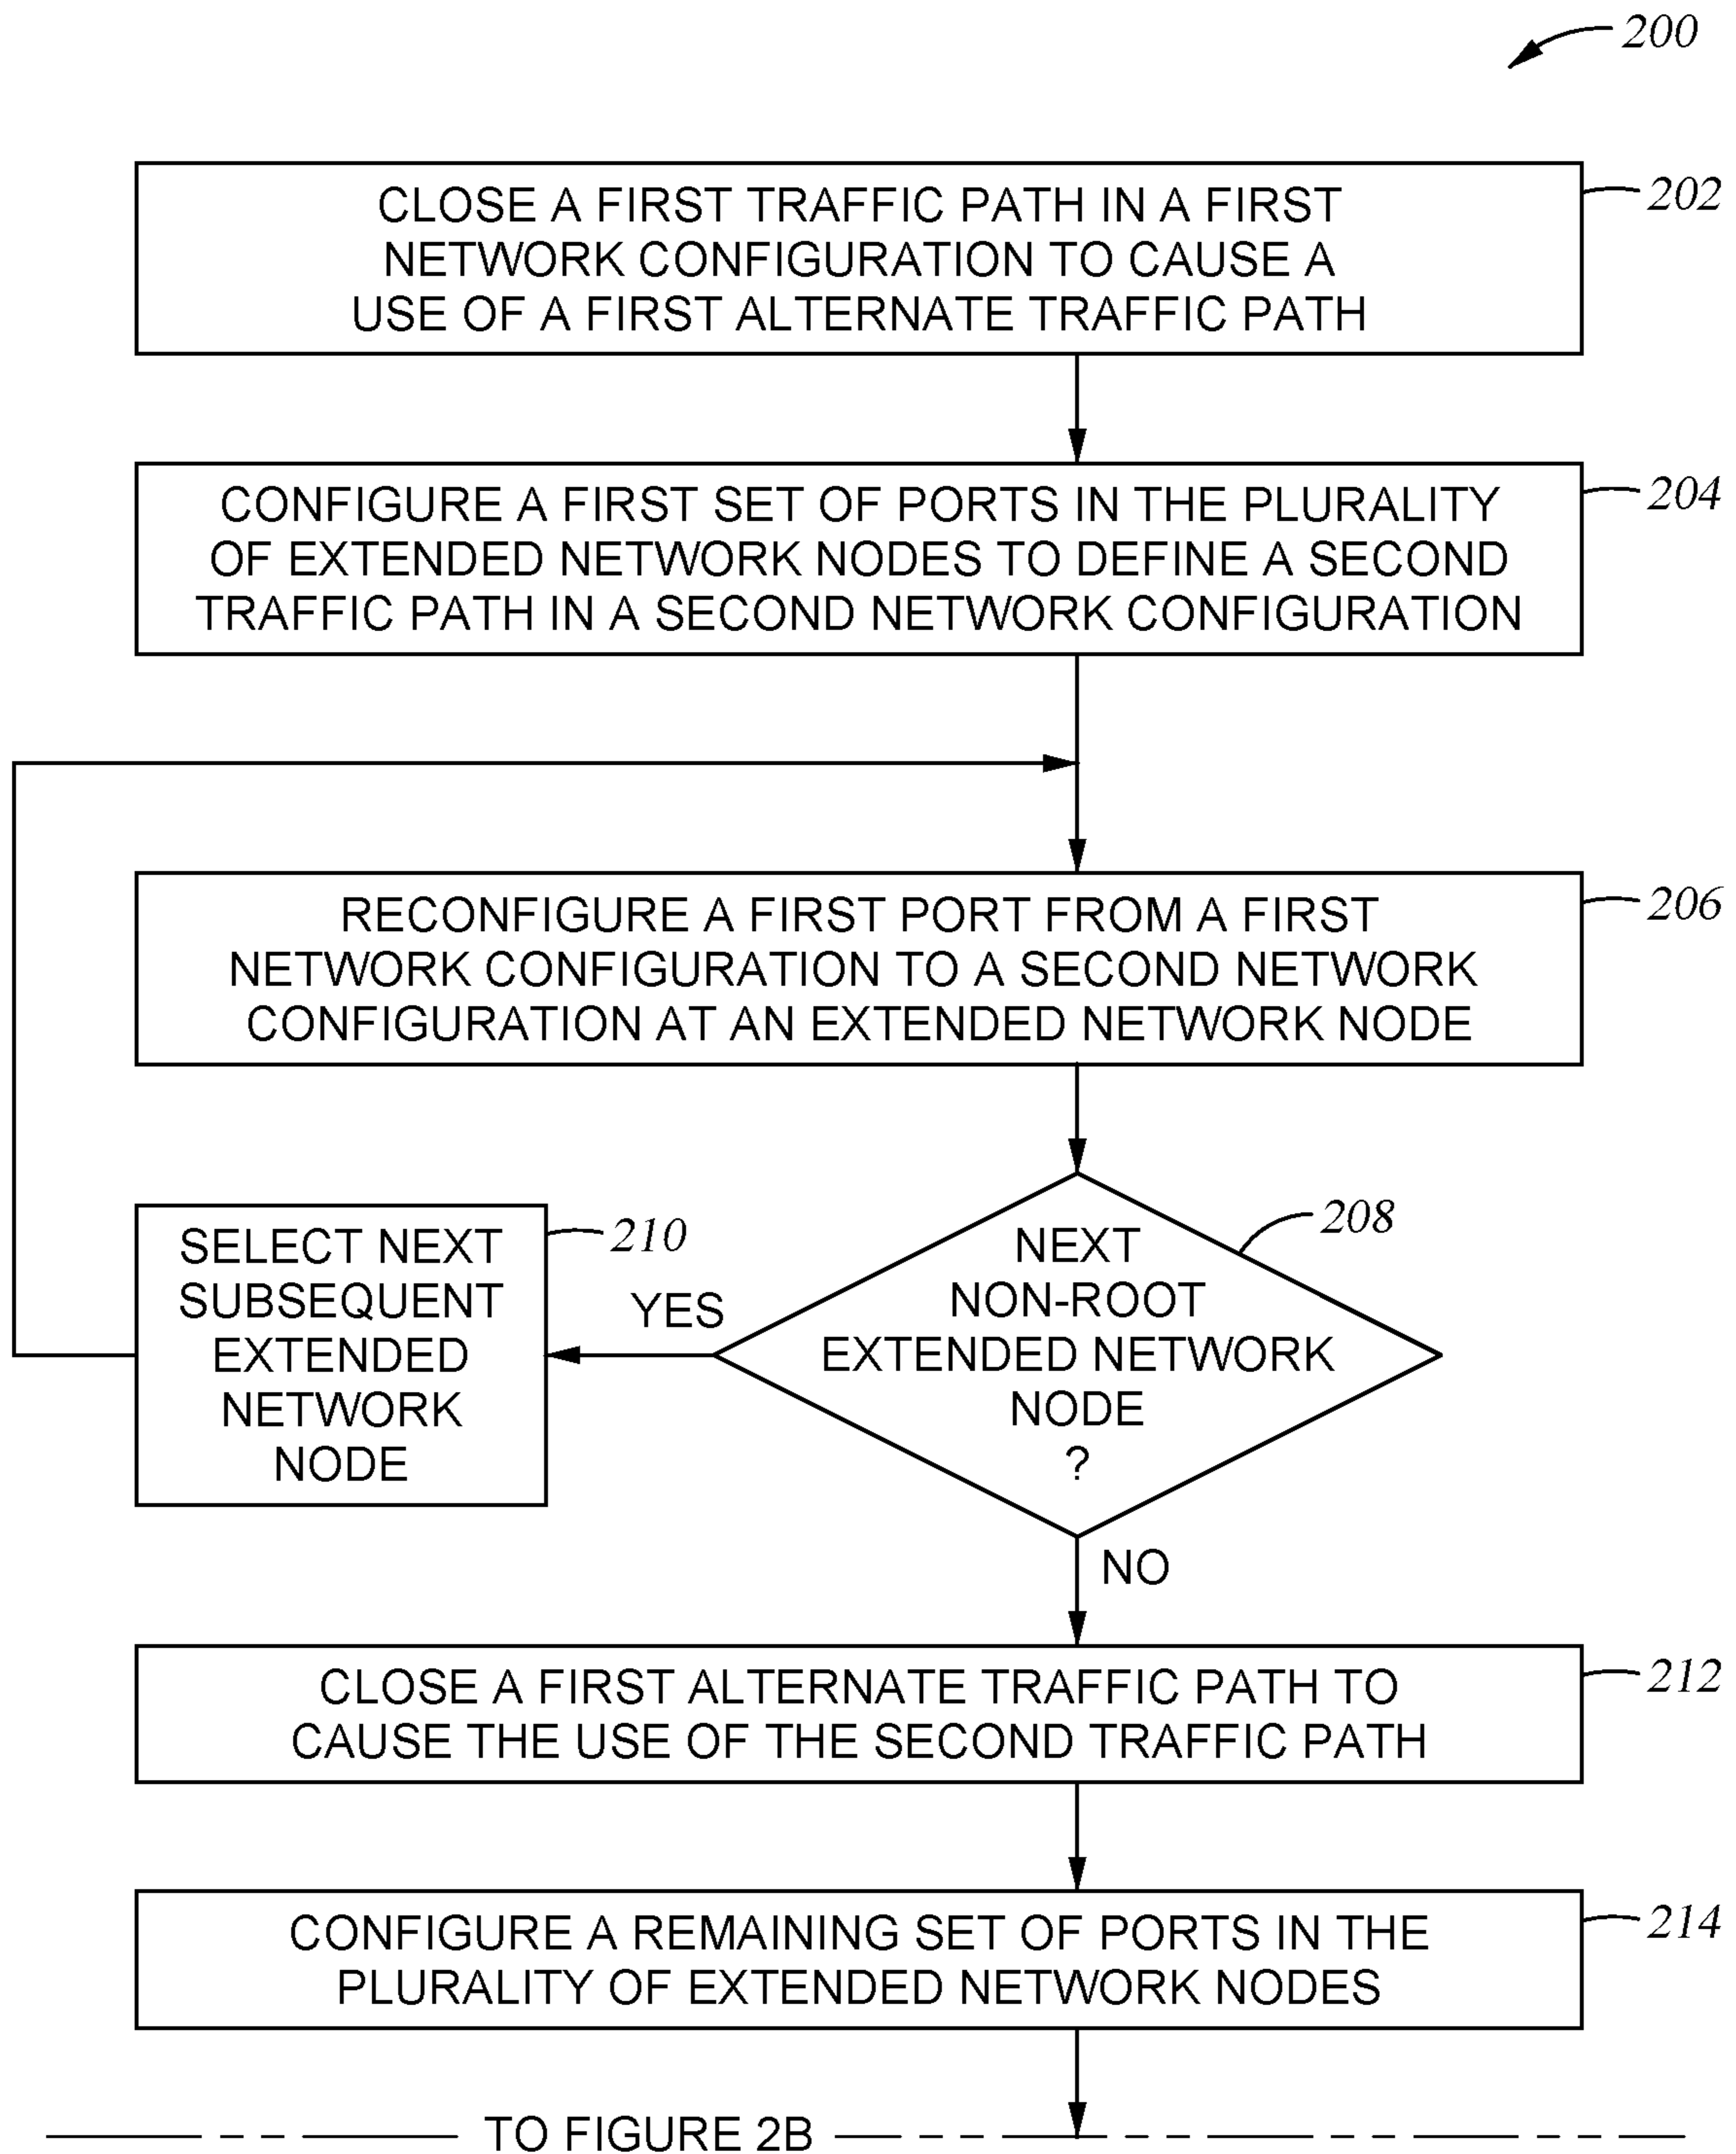 200
CLOSE A FIRST TRAFFIC PATH IN A FIRST
NETWORK CONFIGURATION TO CAUSE A
USE OF A FIRST ALTERNATE TRAFFIC PATH
202
CONFIGURE A FIRST SET OF PORTS IN THE PLURALITY
OF EXTENDED NETWORK NODES TO DEFINE A SECOND
TRAFFIC PATH IN A SECOND NETWORK CONFIGURATION
204
RECONFIGURE A FIRST PORT FROM A FIRST
NETWORK CONFIGURATION TO A SECOND NETWORK
CONFIGURATION AT AN EXTENDED NETWORK NODE
206
NEXT
NON-ROOT
EXTENDED NETWORK
NODE
?
208
YES
SELECT NEXT
SUBSEQUENT
EXTENDED
NETWORK
NODE
210
NO
CLOSE A FIRST ALTERNATE TRAFFIC PATH TO
CAUSE THE USE OF THE SECOND TRAFFIC PATH
212
CONFIGURE A REMAINING SET OF PORTS IN THE
PLURALITY OF EXTENDED NETWORK NODES
214
TO FIGURE 2B